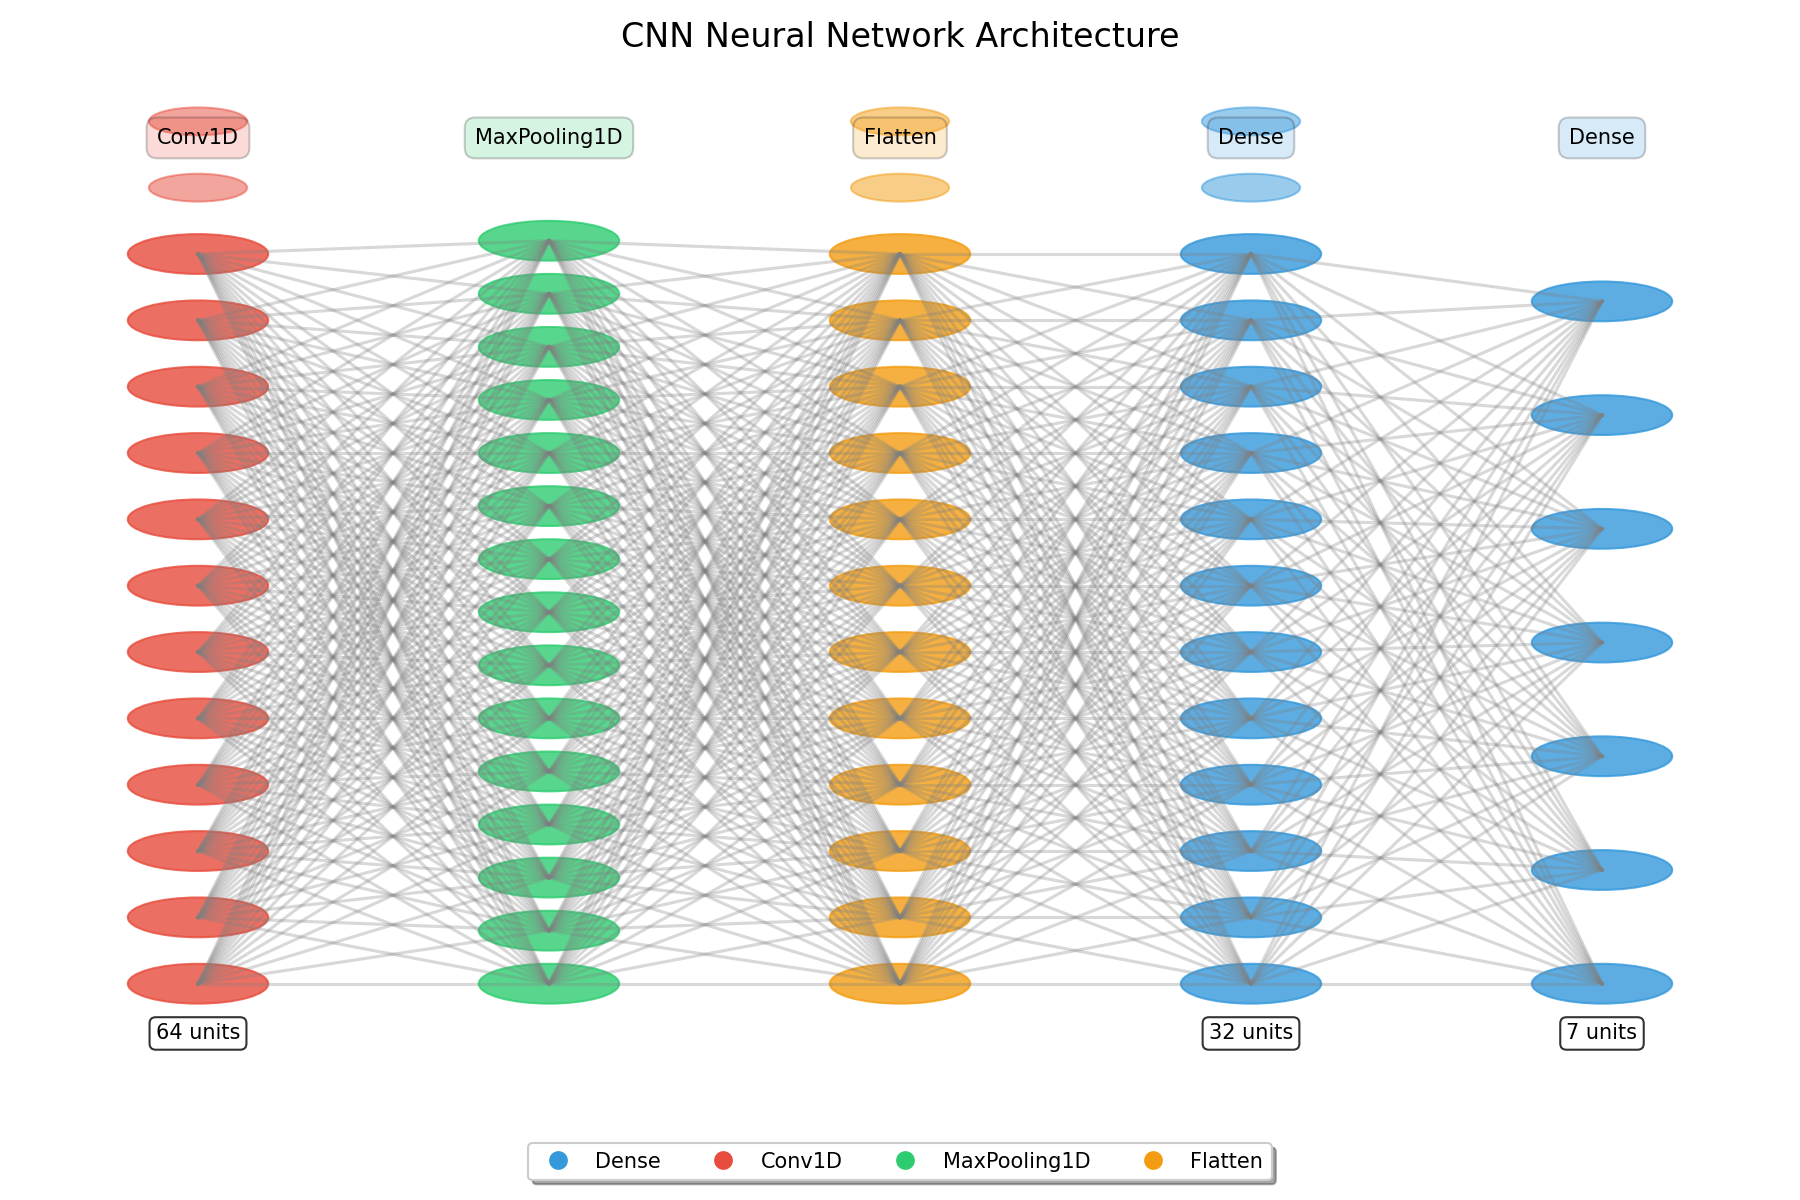 CNN Neural Network Architecture
Conv1D
MaxPooling1D
Flatten
Dense
Dense
64 units
32 units
7 units
Dense
Conv1D
MaxPooling1D
Flatten